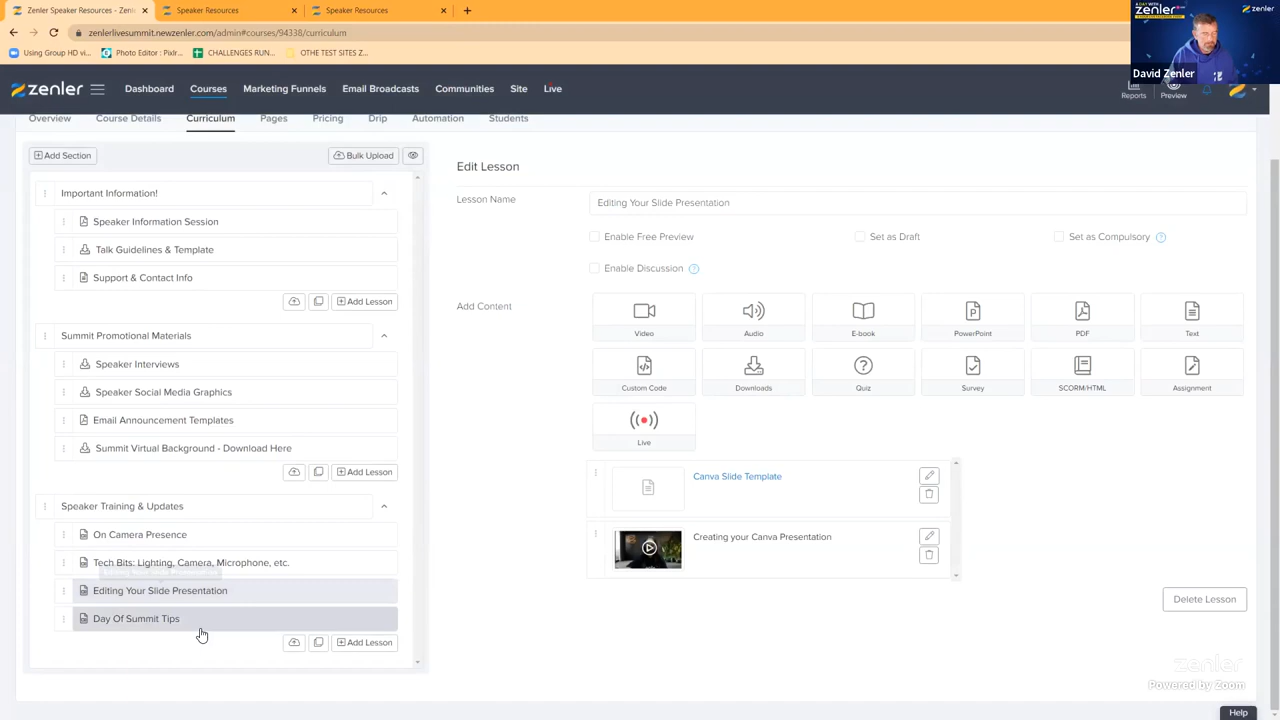 Zenler Speaker Resources - Zenle
Speaker Resources
Speaker Resources
zenlerlivesummit.newzenler.com/admin#courses/94338/curriculum
Using Group HD vi...
Photo Editor : Pixlr...
CHALLENGES RUN...
OTHE TEST SITES Z...
zenler
David Zenler
zenler
Dashboard
Courses
Marketing Funnels
Email Broadcasts
Communities
Site
Live
Reports
Preview
Overview
Course Details
Curriculum
Pages
Pricing
Drip
Automation
Students
Add Section
Bulk Upload
Important Information!
Speaker Information Session
Talk Guidelines & Template
Support & Contact Info
Add Lesson
Summit Promotional Materials
Speaker Interviews
Speaker Social Media Graphics
Email Announcement Templates
Summit Virtual Background - Download Here
Add Lesson
Speaker Training & Updates
On Camera Presence
Tech Bits: Lighting, Camera, Microphone, etc.
Editing Your Slide Presentation
Day Of Summit Tips
Add Lesson
Edit Lesson
Lesson Name
Editing Your Slide Presentation
Enable Free Preview
Set as Draft
Set as Compulsory
Enable Discussion
Add Content
Video
Audio
E-book
PowerPoint
PDF
Text
Custom Code
Downloads
Quiz
Survey
SCORM/HTML
Assignment
Live
Canva Slide Template
Creating your Canva Presentation
Delete Lesson
zenler
Powered by Zoom
Help